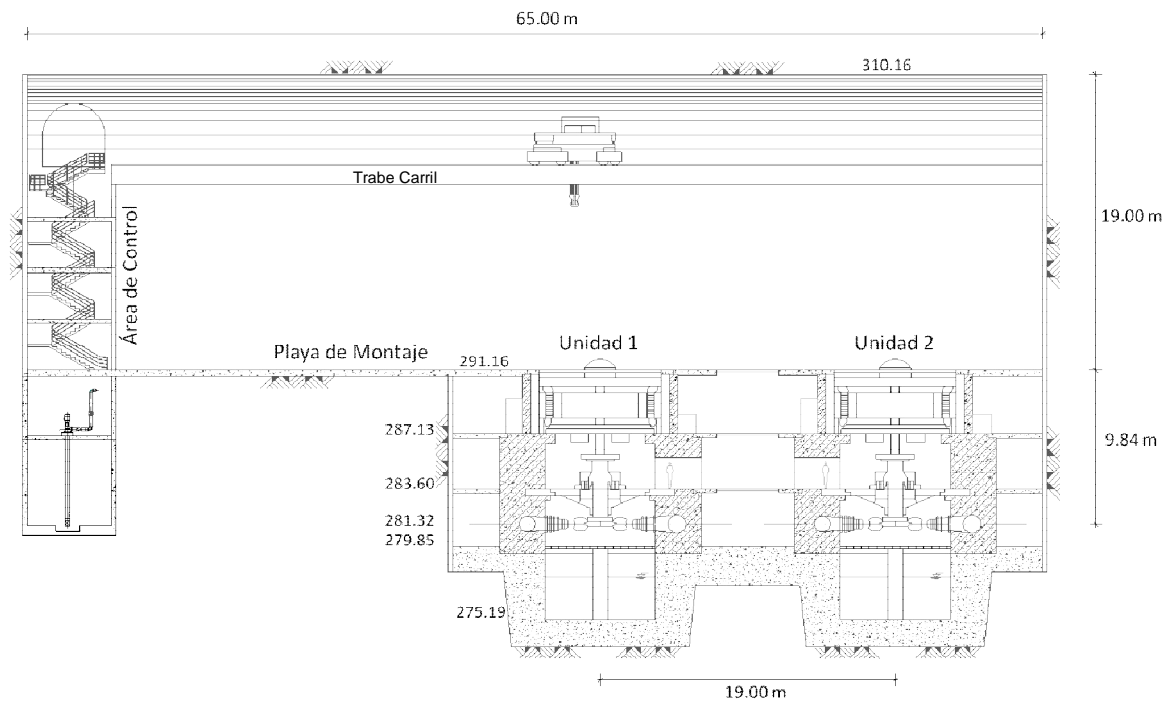 65.00 m
310.16
Trabe Carril
19.00 m
Área de Control
Unidad 1
Unidad 2
Playa de Montaje
291.16
287.13
9.84 m
283.60
281.32
279.85
275.19
19.00 m